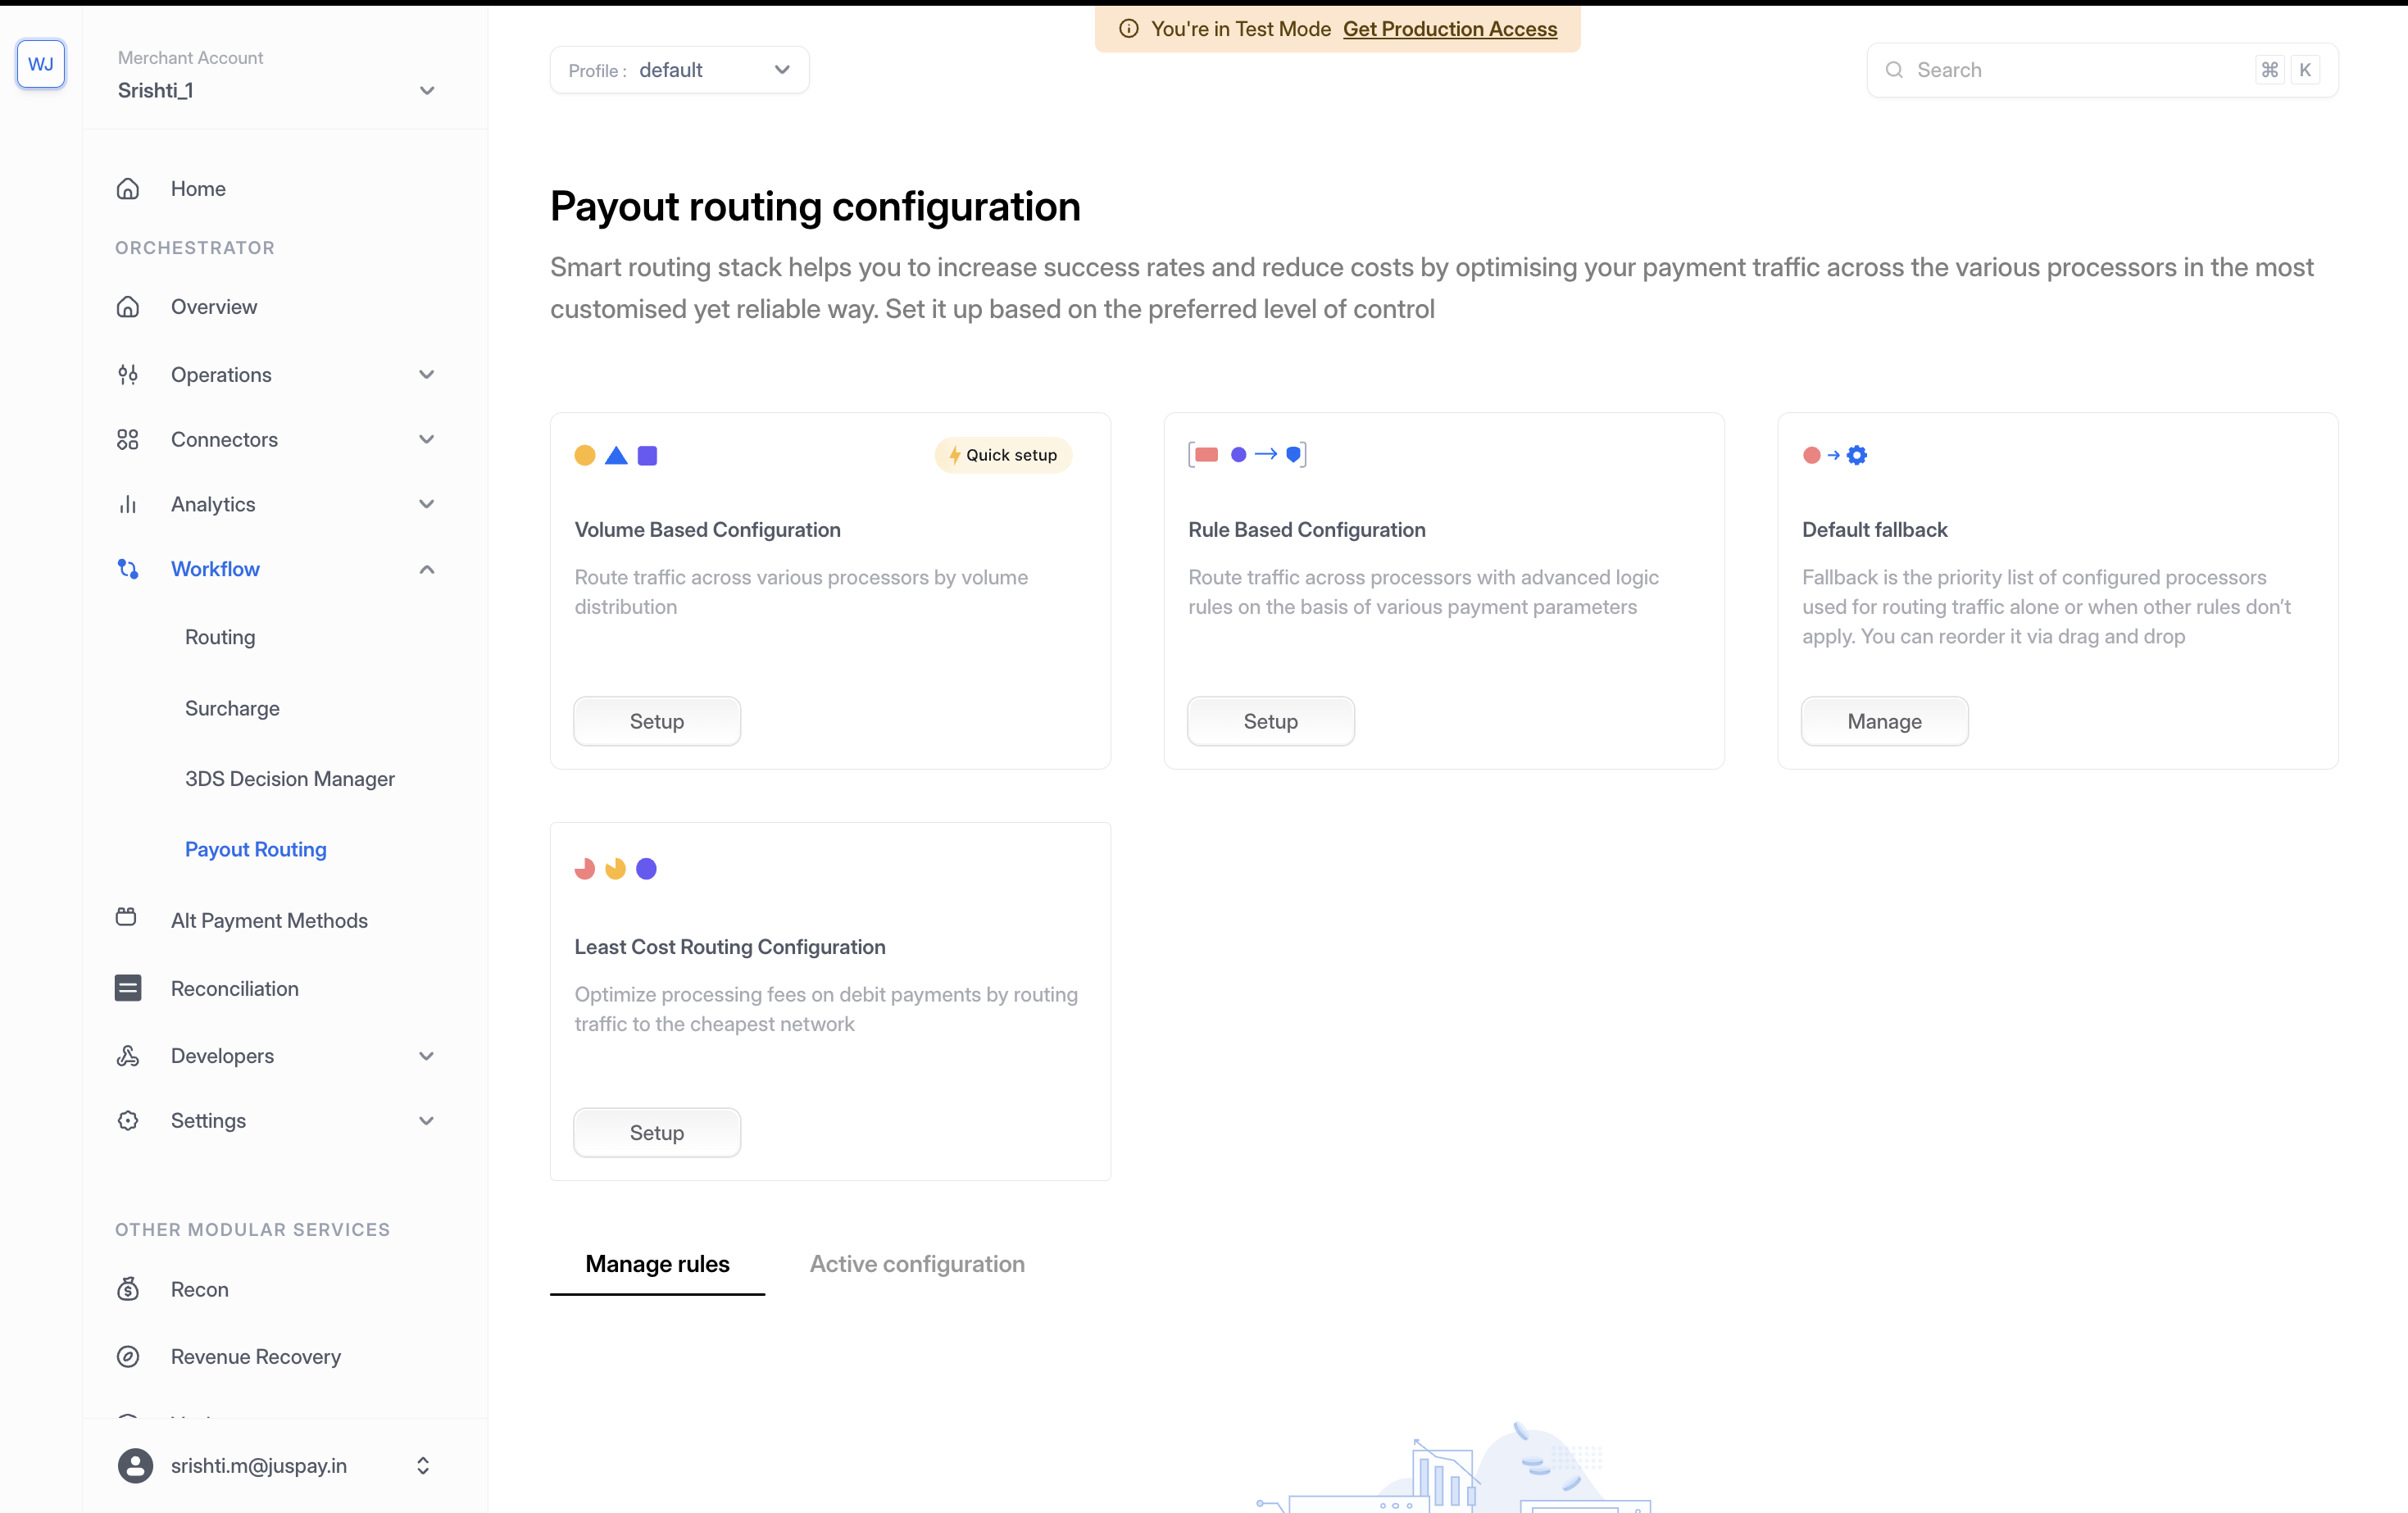 You're in Test Mode Get Production Access
WJ
Merchant Account
Srishti_1
Profile : default
Search
⌘ K
Home
ORCHESTRATOR
Overview
Operations
Connectors
Analytics
Workflow
Routing
Surcharge
3DS Decision Manager
Payout Routing
Alt Payment Methods
Reconciliation
Developers
Settings
OTHER MODULAR SERVICES
Recon
Revenue Recovery
srishti.m@juspay.in
Payout routing configuration
Smart routing stack helps you to increase success rates and reduce costs by optimising your payment traffic across the various processors in the most
customised yet reliable way. Set it up based on the preferred level of control
Quick setup
Volume Based Configuration
Route traffic across various processors by volume
distribution
Setup
Rule Based Configuration
Route traffic across processors with advanced logic
rules on the basis of various payment parameters
Setup
Default fallback
Fallback is the priority list of configured processors
used for routing traffic alone or when other rules don’t
apply. You can reorder it via drag and drop
Manage
Least Cost Routing Configuration
Optimize processing fees on debit payments by routing
traffic to the cheapest network
Setup
Manage rules
Active configuration